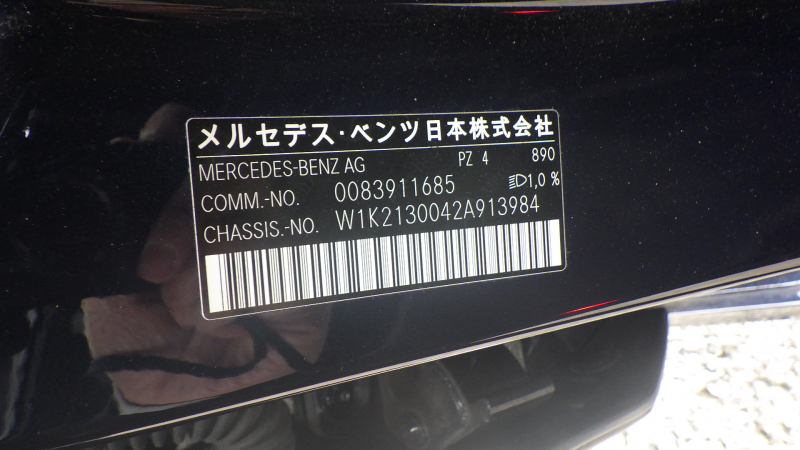 メルセデス・ベンツ日本株式会社
MERCEDES-BENZ AG PZ 4 890
COMM.-NO. 0083911685 1,0 %
CHASSIS.-NO. W1K2130042A913984